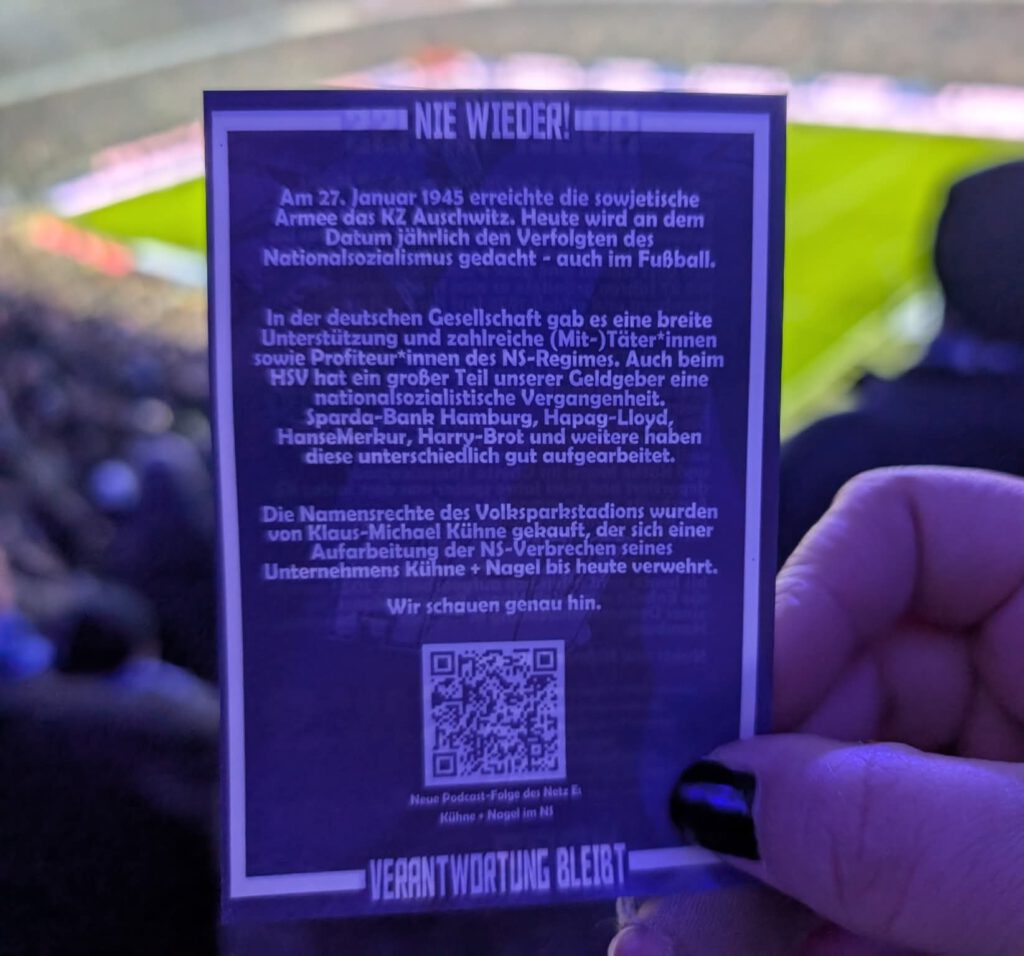 NIE WIEDER!
Am 27. Januar 1945 erreichte die sowjetische
Armee das KZ Auschwitz. Heute wird an dem
Datum jährlich den Verfolgten des
Nationalsozialismus gedacht - auch im Fußball.
In der deutschen Gesellschaft gab es eine breite
Unterstützung und zahlreiche (Mit-)Täter*innen
sowie Profiteur*innen des NS-Regimes. Auch beim
HSV hat ein großer Teil unserer Geldgeber eine
nationalsozialistische Vergangenheit.
Sparda-Bank Hamburg, Hapag-Lloyd,
HanseMerkur, Harry-Brot und weitere haben
diese unterschiedlich gut aufgearbeitet.
Die Namensrechte des Volksparkstadions wurden
von Klaus-Michael Kühne gekauft, der sich einer
Aufarbeitung der NS-Verbrechen seines
Unternehmens Kühne + Nagel bis heute verwehrt.
Wir schauen genau hin.
Neue Podcast-Folge des Netz E:
Kühne + Nagel im NS
VERANTWORTUNG BLEIBT